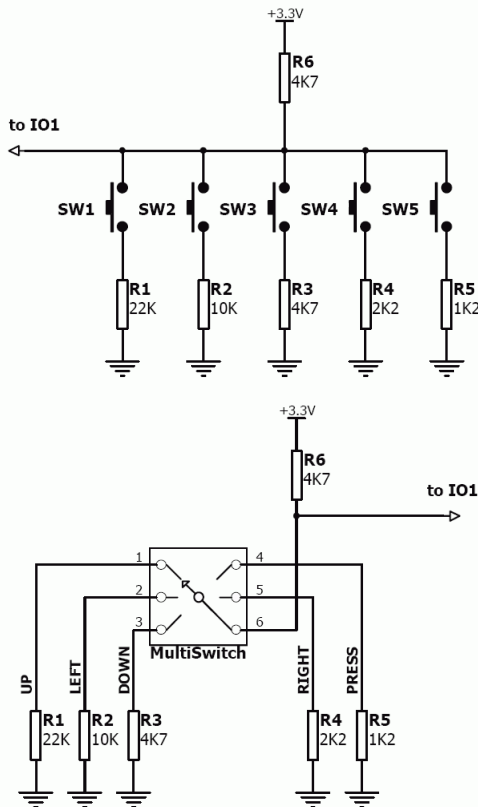 +3.3V
R6
4K7
to IO1
SW1 SW2 SW3 SW4 SW5
R1 R2 R3 R4 R5
22K 10K 4K7 2K2 1K2
+3.3V
R6
4K7
to IO1
1 4
2 5
3 6
MultiSwitch
UP LEFT DOWN RIGHT PRESS
R1 R2 R3 R4 R5
22K 10K 4K7 2K2 1K2